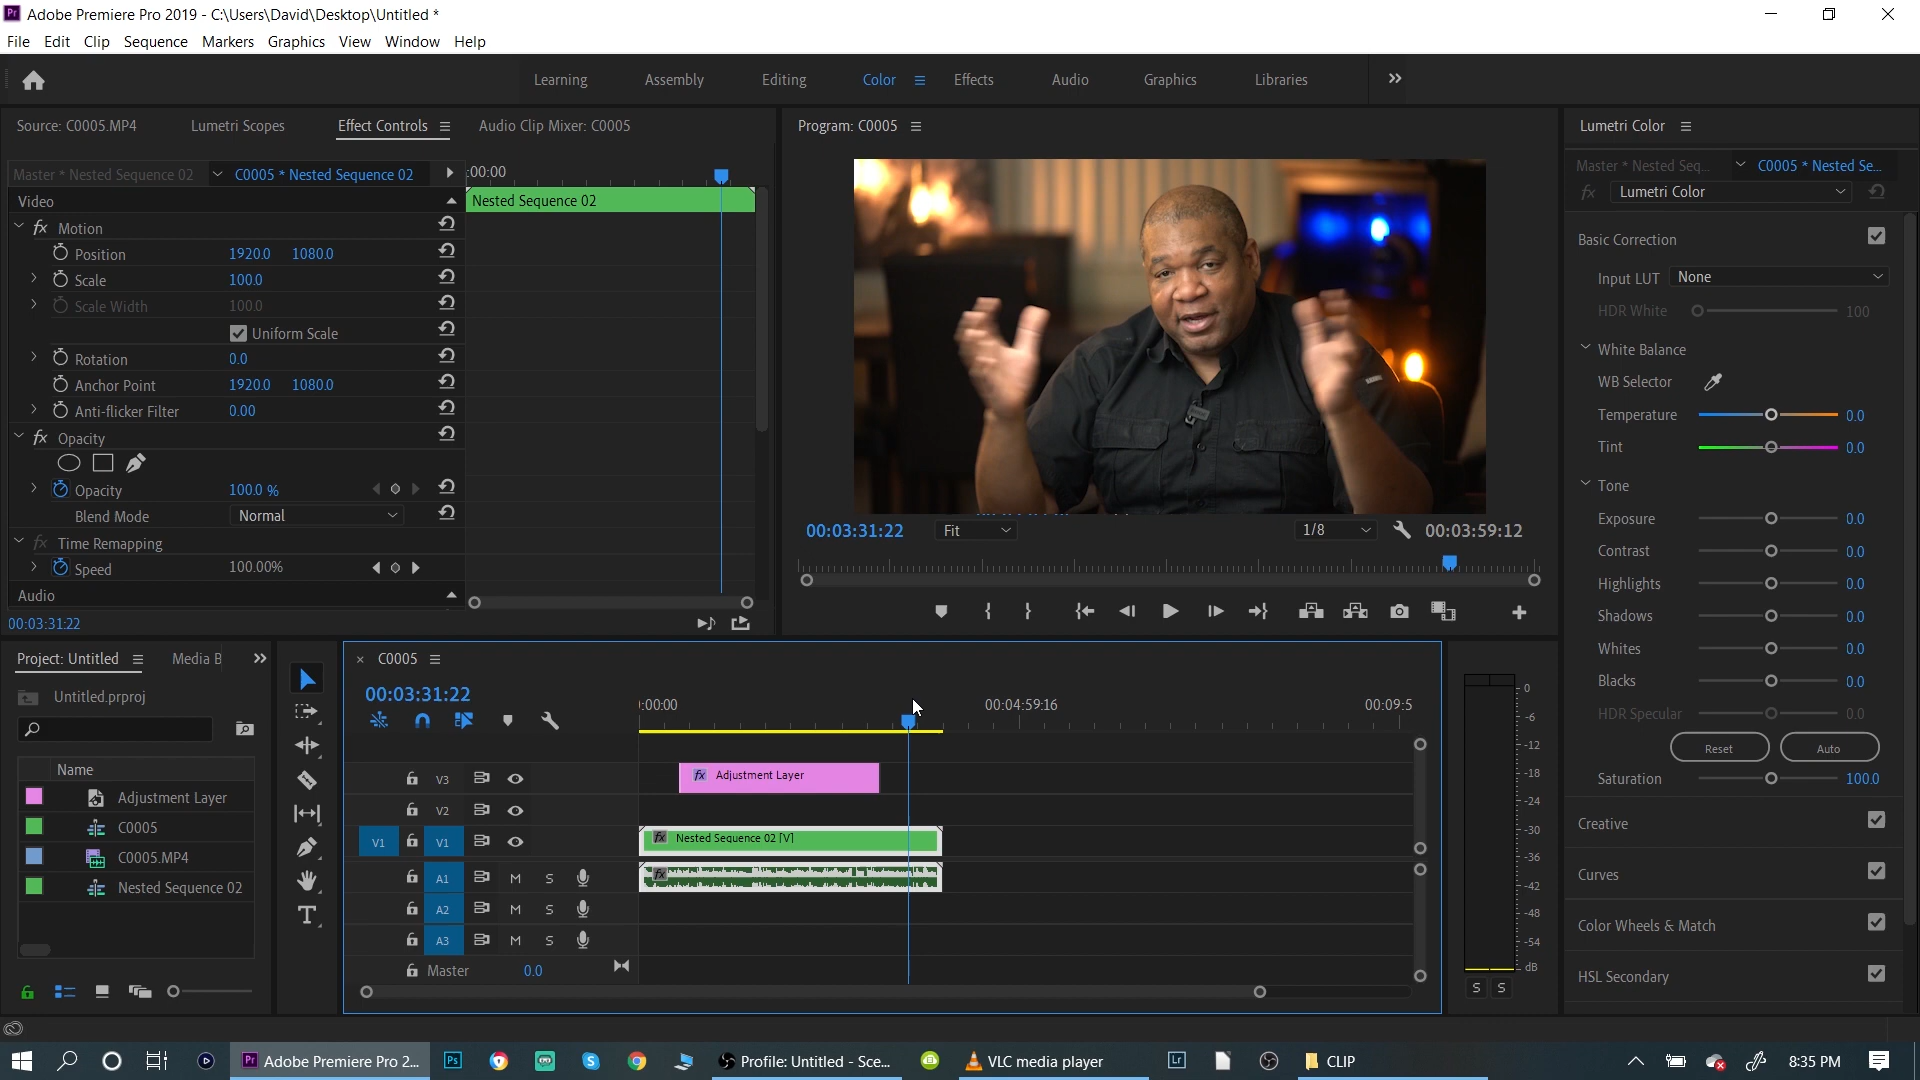 Adobe Premiere Pro 2019 - C:\Users\David\Desktop\Untitled *
File Edit Clip Sequence Markers Graphics View Window Help
Learning Assembly Editing Color Effects Audio Graphics Libraries
Source: C0005.MP4 Lumetri Scopes Effect Controls Audio Clip Mixer: C0005
Master * Nested Sequence 02 C0005 * Nested Sequence 02
:00:00
Video
Nested Sequence 02
fx Motion
Position 1920.0 1080.0
Scale 100.0
Scale Width 100.0
Uniform Scale
Rotation 0.0
Anchor Point 1920.0 1080.0
Anti-flicker Filter 0.00
fx Opacity
Opacity 100.0 %
Blend Mode Normal
fx Time Remapping
Speed 100.00%
Audio
00:03:31:22
Program: C0005
00:03:31:22 Fit 1/8 00:03:59:12
Lumetri Color
Master * Nested Seq... C0005 * Nested Se...
fx Lumetri Color
Basic Correction
Input LUT None
HDR White 100
White Balance
WB Selector
Temperature 0.0
Tint 0.0
Tone
Exposure 0.0
Contrast 0.0
Highlights 0.0
Shadows 0.0
Whites 0.0
Blacks 0.0
HDR Specular 0.0
Reset Auto
Saturation 100.0
Creative
Curves
Color Wheels & Match
HSL Secondary
Project: Untitled Media B
Untitled.prproj
Name
Adjustment Layer
C0005
C0005.MP4
Nested Sequence 02
× C0005
00:03:31:22
:00:00 00:04:59:16 00:09:5
V3 fx Adjustment Layer
V2
V1 V1 fx Nested Sequence 02 [V]
A1 M S fx
A2 M S
A3 M S
Master 0.0
0
-6
-12
-18
-24
-30
-36
-42
-48
-54
dB
S S
Pr Adobe Premiere Pro 2... Ps Profile: Untitled - Sce... VLC media player Lr CLIP 8:35 PM